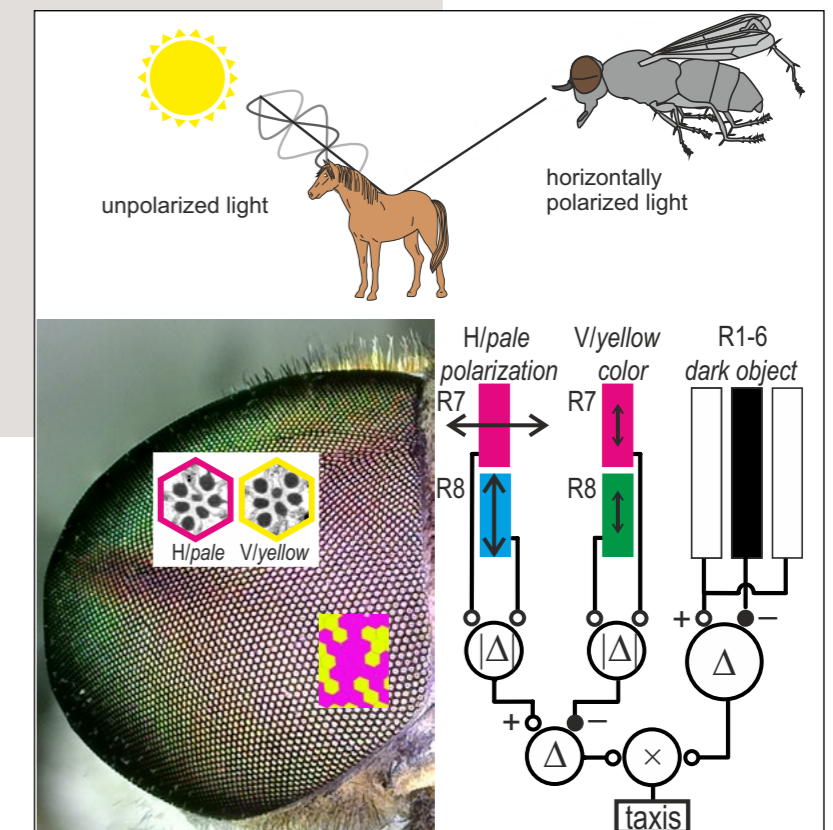 unpolarized light
horizontally
polarized light
H/pale V/yellow
H/pale
polarization
V/yellow
color
R1-6
dark object
R7
R7
R8
R8
+
−
|Δ|
|Δ|
Δ
+
−
Δ
×
taxis